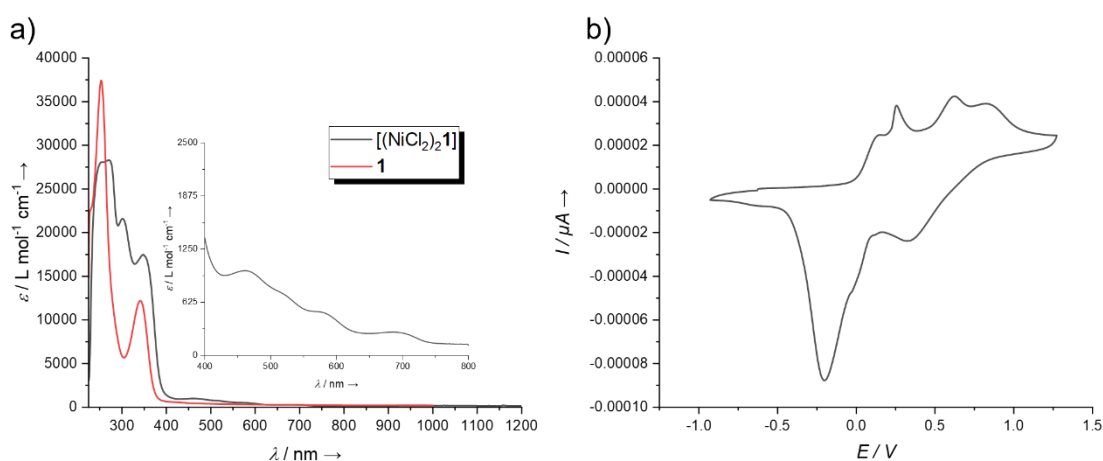 a)
40000
35000
30000
25000
20000
15000
10000
5000
0
ε / L mol⁻¹ cm⁻¹ →
300 400 500 600 700 800 900 1000 1100 1200
λ / nm →
[(NiCl₂)₂1]
1
2500
1875
1250
625
0
ε / L mol⁻¹ cm⁻¹ →
400 500 600 700 800
λ / nm →
b)
0.00006
0.00004
0.00002
0.00000
-0.00002
-0.00004
-0.00006
-0.00008
-0.00010
I / µA →
-1.0 -0.5 0.0 0.5 1.0 1.5
E / V